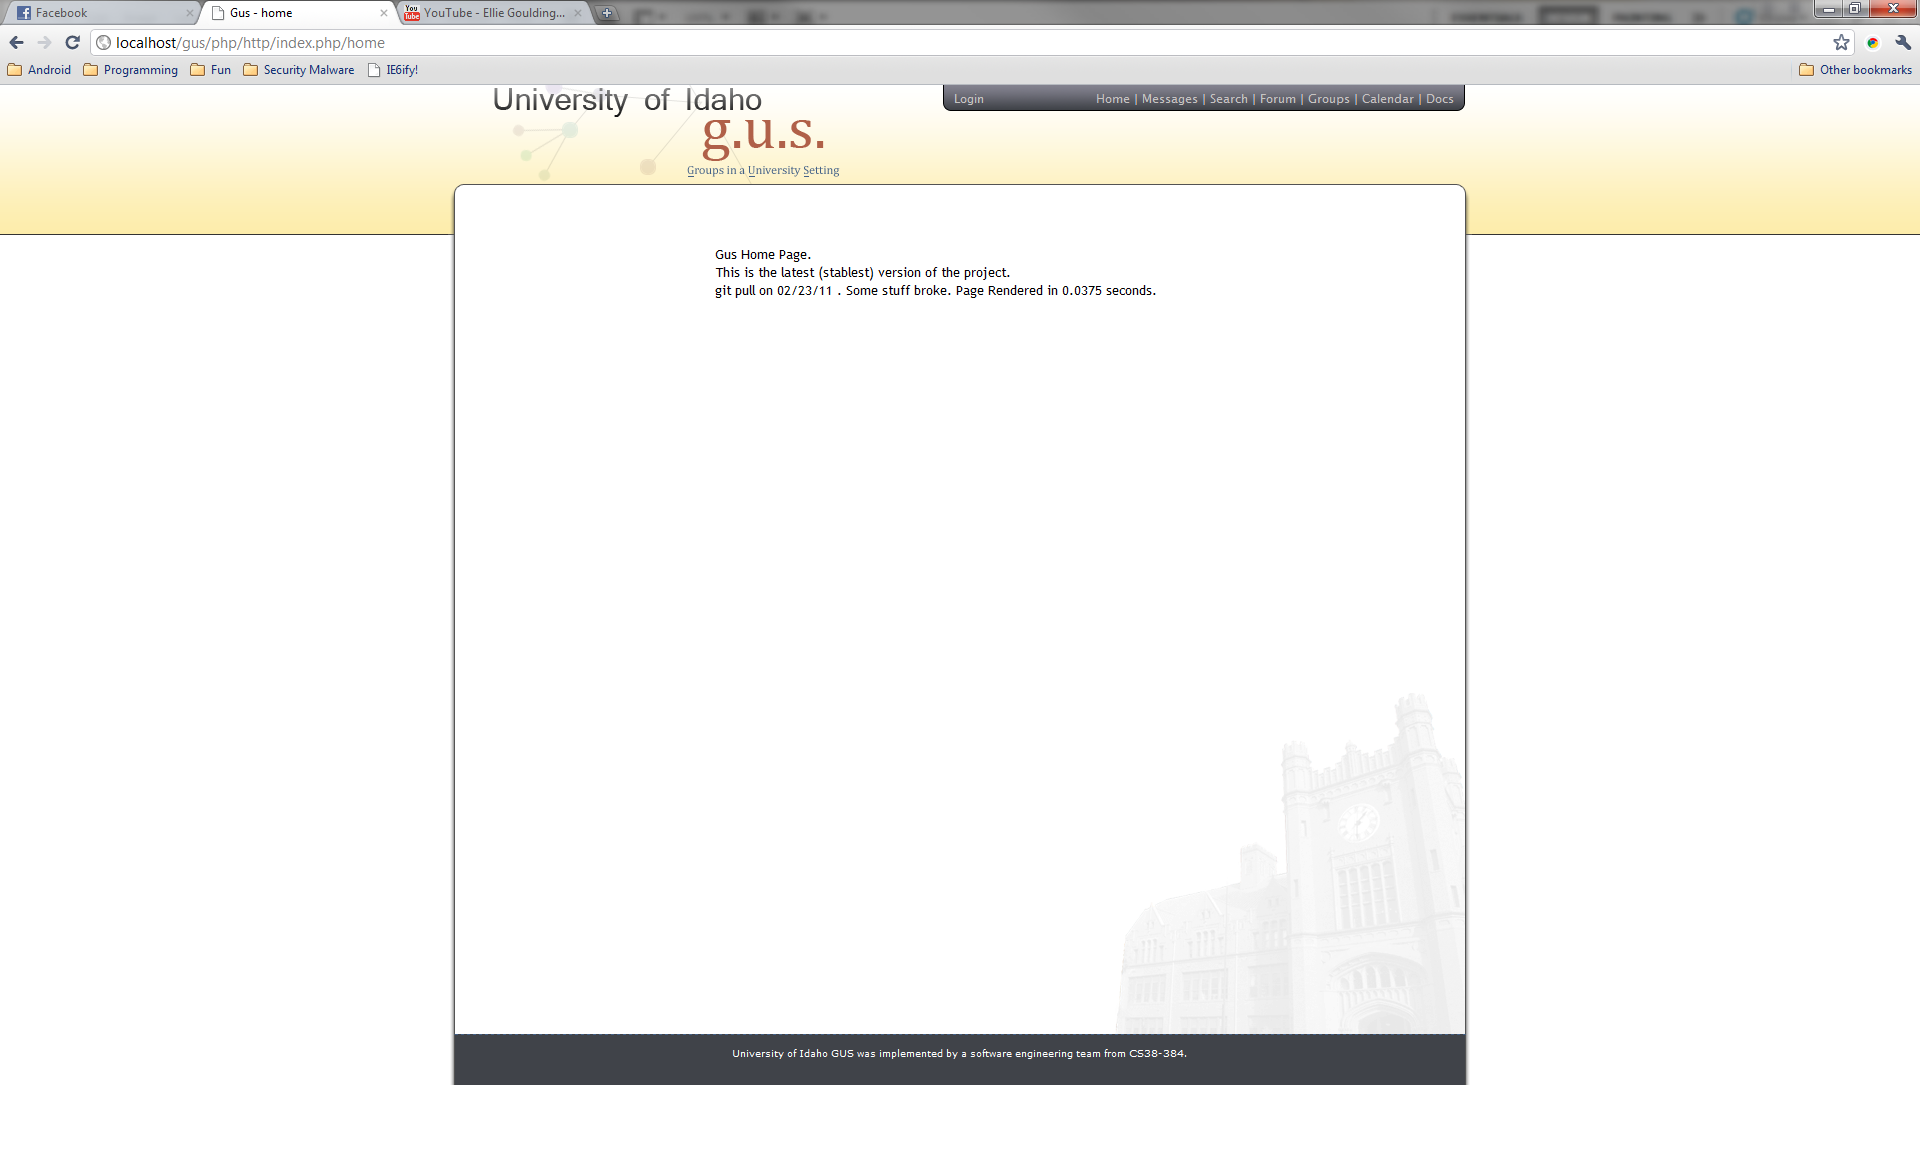 Facebook
Gus - home
YouTube - Ellie Goulding...
localhost/gus/php/http/index.php/home
Android
Programming
Fun
Security Malware
IE6ify!
Other bookmarks
University of Idaho
g.u.s.
Groups in a University Setting
Login
Home | Messages | Search | Forum | Groups | Calendar | Docs
Gus Home Page.
This is the latest (stablest) version of the project.
git pull on 02/23/11 . Some stuff broke. Page Rendered in 0.0375 seconds.
University of Idaho GUS was implemented by a software engineering team from CS38-384.